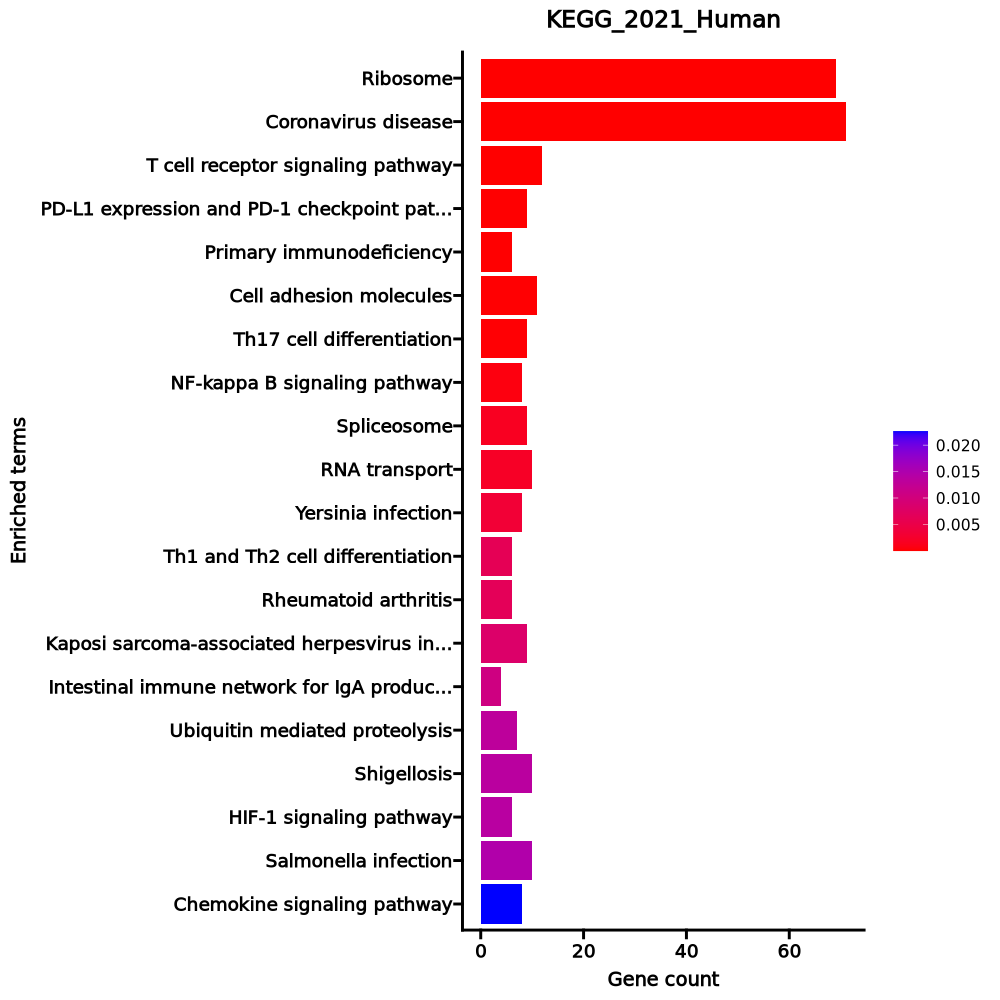 KEGG_2021_Human
Ribosome
Coronavirus disease
T cell receptor signaling pathway
PD-L1 expression and PD-1 checkpoint pat...
Primary immunodeficiency
Cell adhesion molecules
Th17 cell differentiation
NF-kappa B signaling pathway
Spliceosome
RNA transport
Yersinia infection
Th1 and Th2 cell differentiation
Rheumatoid arthritis
Kaposi sarcoma-associated herpesvirus in...
Intestinal immune network for IgA produc...
Ubiquitin mediated proteolysis
Shigellosis
HIF-1 signaling pathway
Salmonella infection
Chemokine signaling pathway
Enriched terms
0 20 40 60
Gene count
0.020
0.015
0.010
0.005